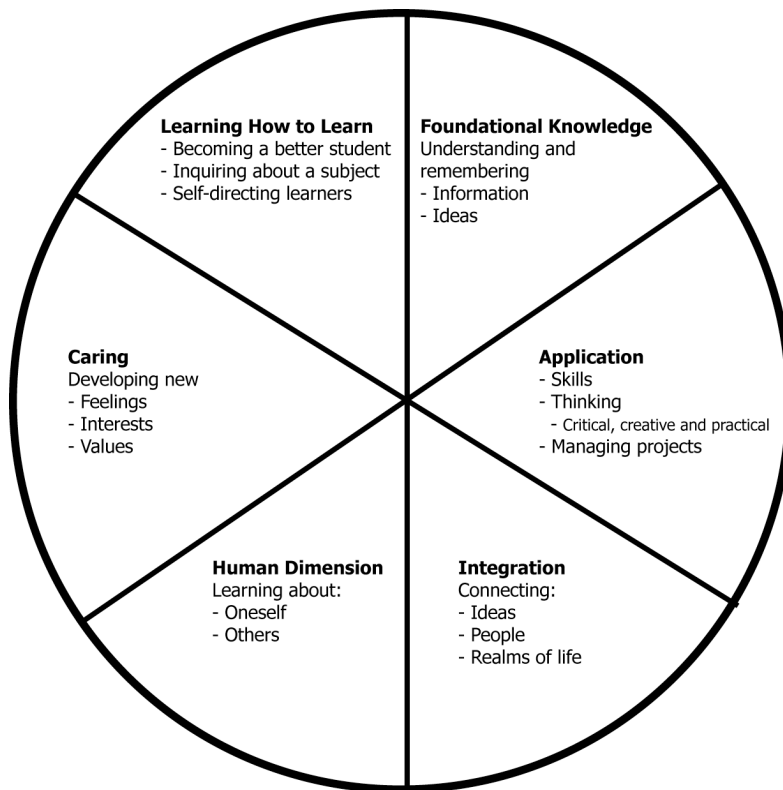 Learning How to Learn
- Becoming a better student
- Inquiring about a subject
- Self-directing learners
Foundational Knowledge
Understanding and
remembering
- Information
- Ideas
Caring
Developing new
- Feelings
- Interests
- Values
Application
- Skills
- Thinking
- Critical, creative and practical
- Managing projects
Human Dimension
Learning about:
- Oneself
- Others
Integration
Connecting:
- Ideas
- People
- Realms of life